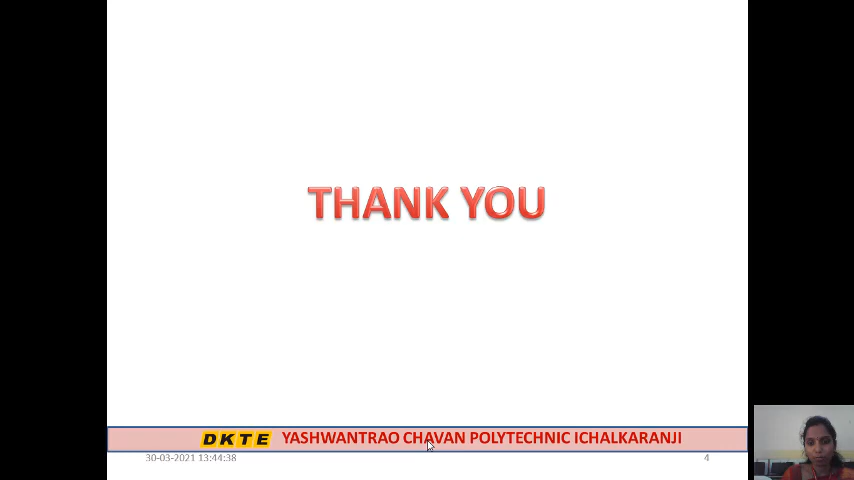 THANK YOU
DKTE YASHWANTRAO CHAVAN POLYTECHNIC ICHALKARANJI
30-03-2021 13:44:38 4